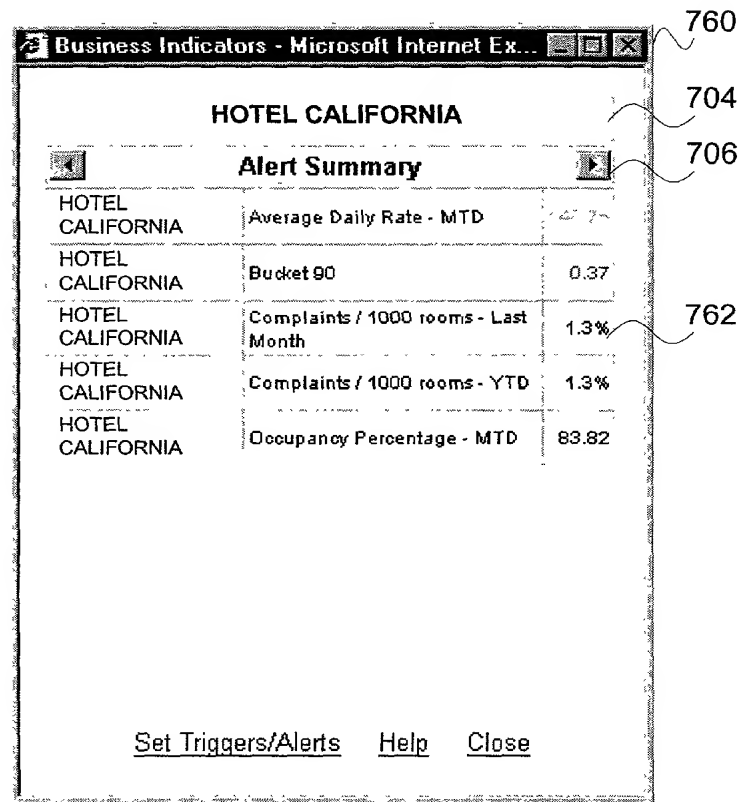 Business Indicators - Microsoft Internet Ex...
760
HOTEL CALIFORNIA
704
Alert Summary
706
HOTEL CALIFORNIA
Average Daily Rate - MTD
HOTEL CALIFORNIA
Bucket 90
0.37
HOTEL CALIFORNIA
Complaints / 1000 rooms - Last Month
1.3%
762
HOTEL CALIFORNIA
Complaints / 1000 rooms - YTD
1.3%
HOTEL CALIFORNIA
Occupancy Percentage - MTD
83.82
Set Triggers/Alerts Help Close